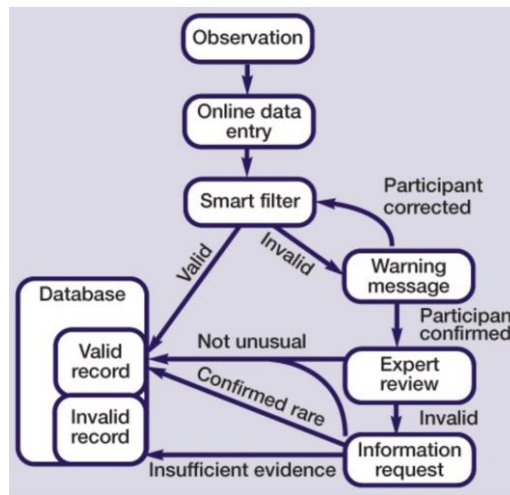 Observation
Online data
entry
Smart filter
Participant
corrected
Valid
Invalid
Warning
message
Database
Participant
confirmed
Not unusual
Valid
record
Expert
review
Confirmed rare
Invalid
Invalid
record
Information
request
Insufficient evidence